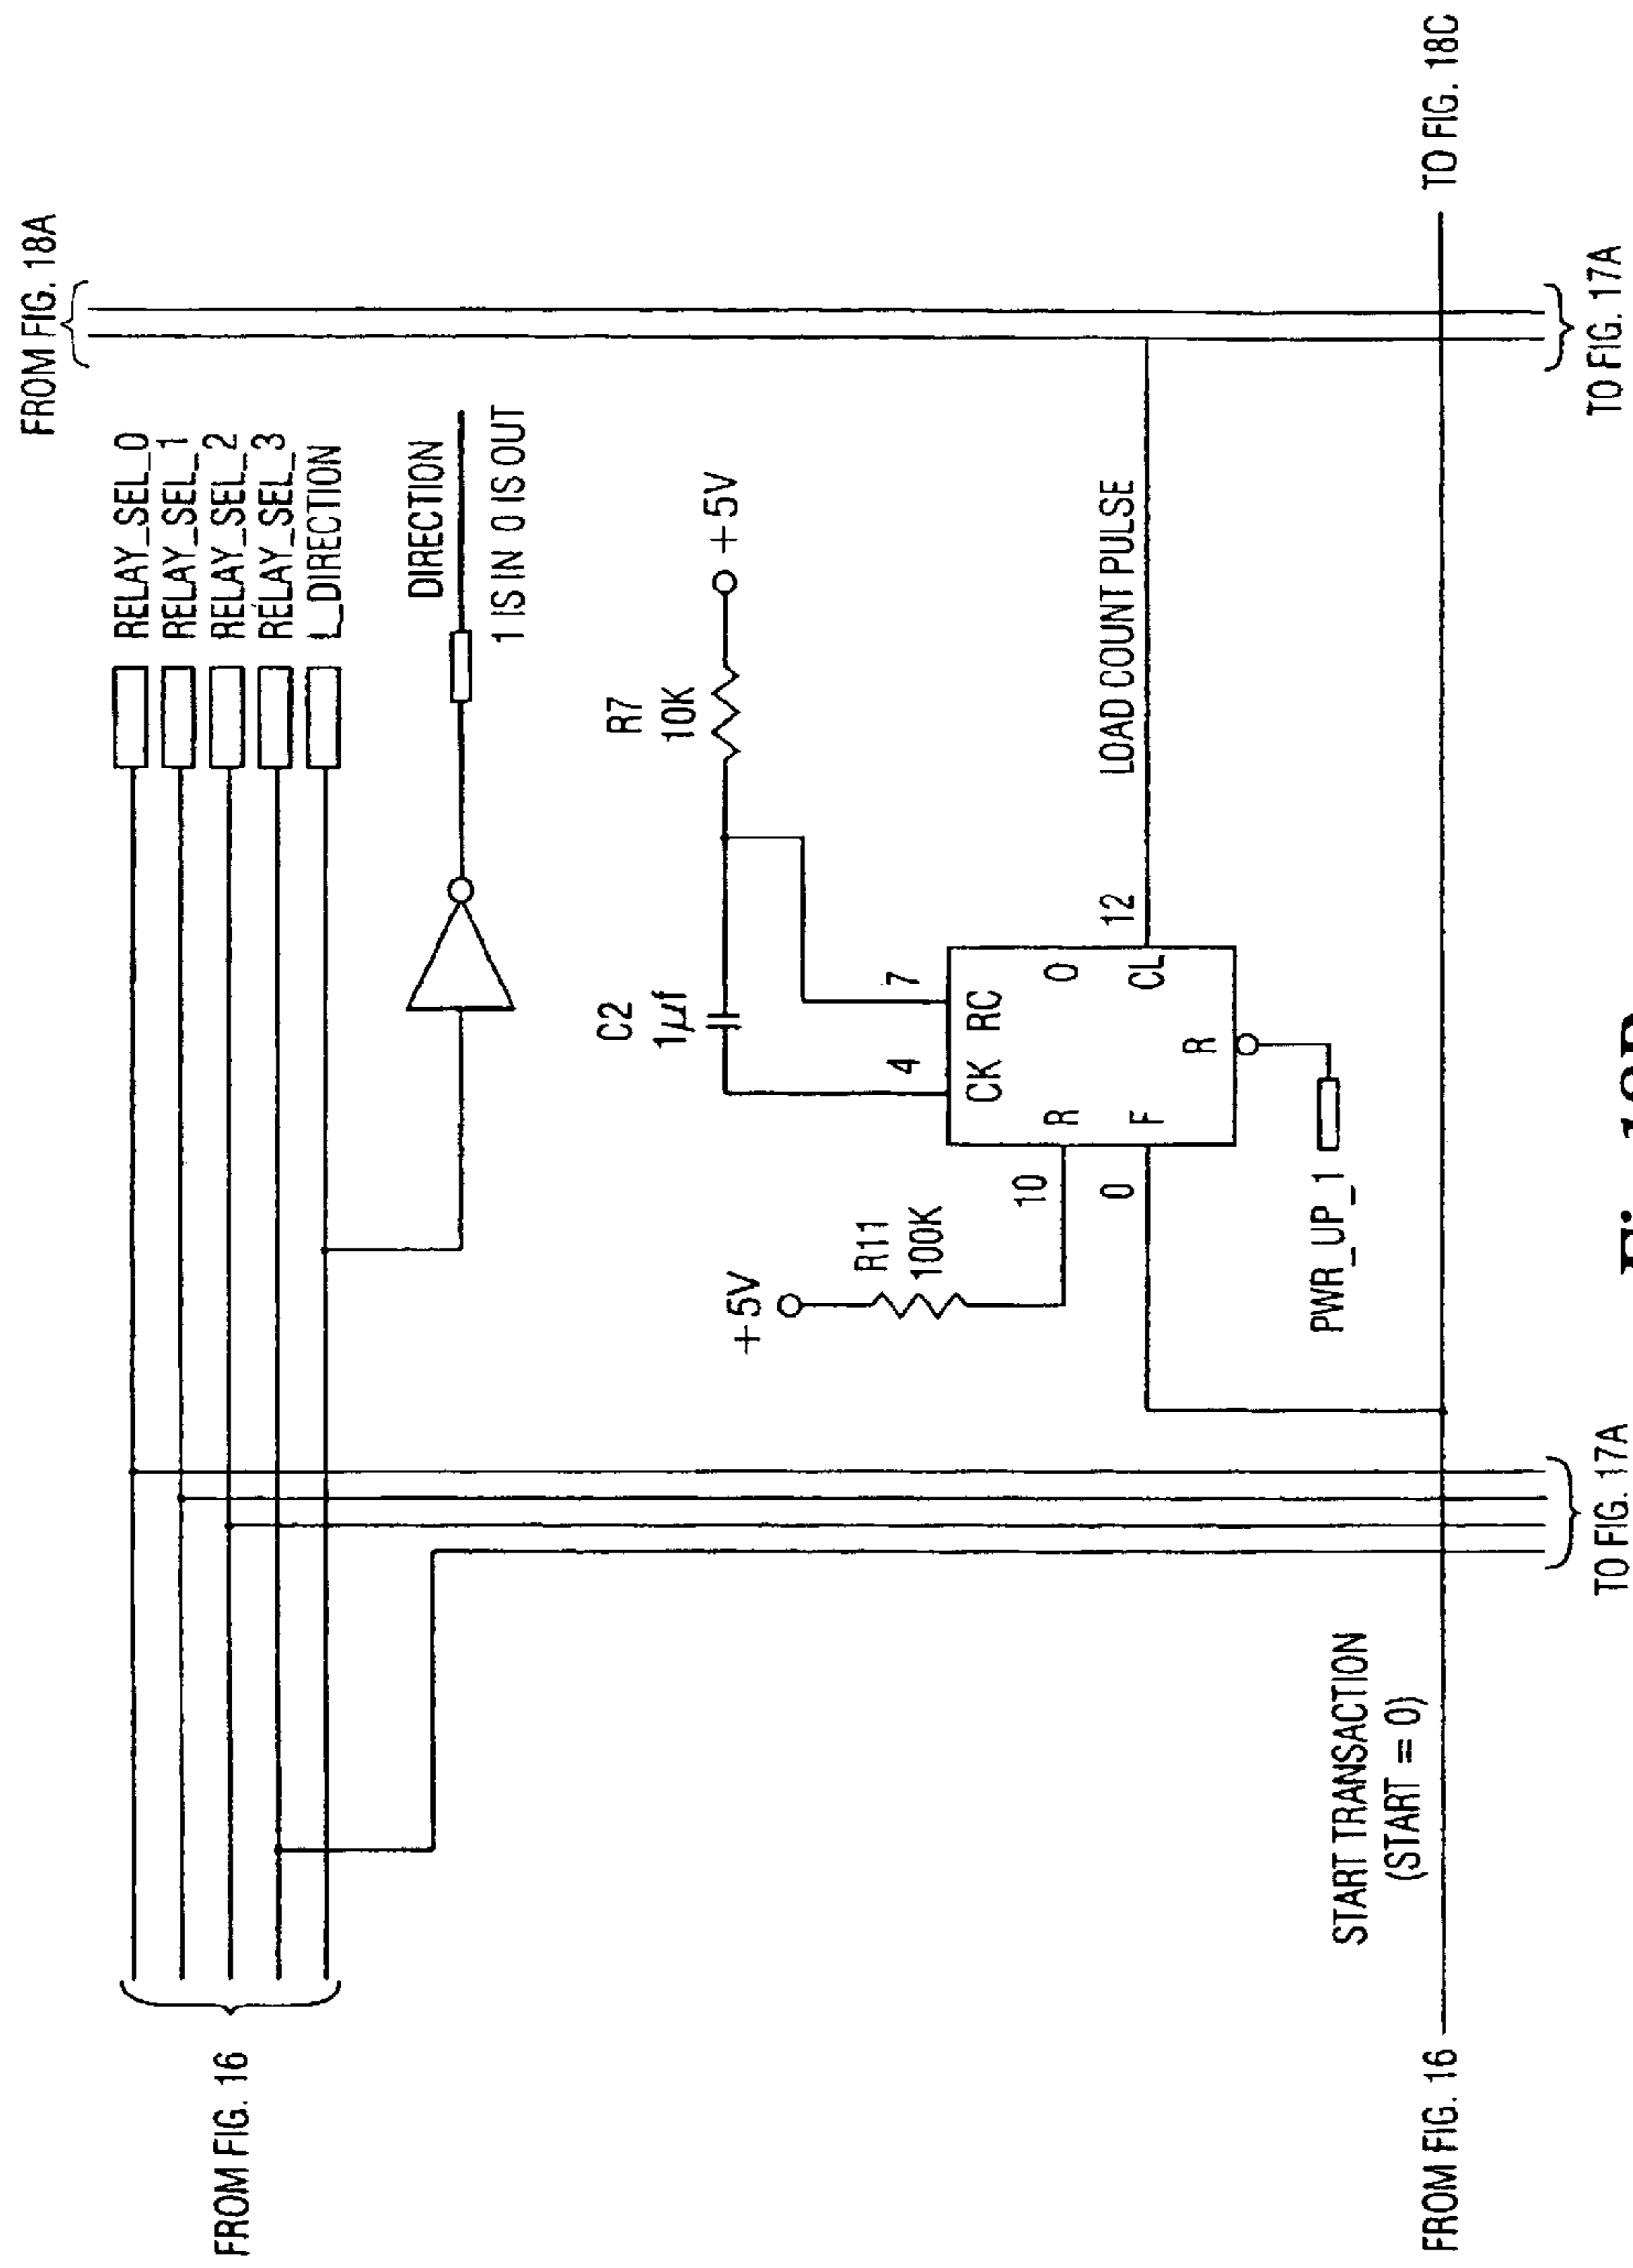 FROM FIG. 18A
FROM FIG. 16
RELAY_SEL_0
RELAY_SEL_1
RELAY_SEL_2
RELAY_SEL_3
L_DIRECTION
DIRECTION
1 IS IN 0 IS OUT
R7
10K
+5V
C2
1µf
4
7
CK RC
R
O
F
CL
R
+5V
R11
100K
10
0
12
LOAD COUNT PULSE
PWR_UP_1
START TRANSACTION
(START = 0)
FROM FIG. 16
TO FIG. 18C
TO FIG. 17A
TO FIG. 17A